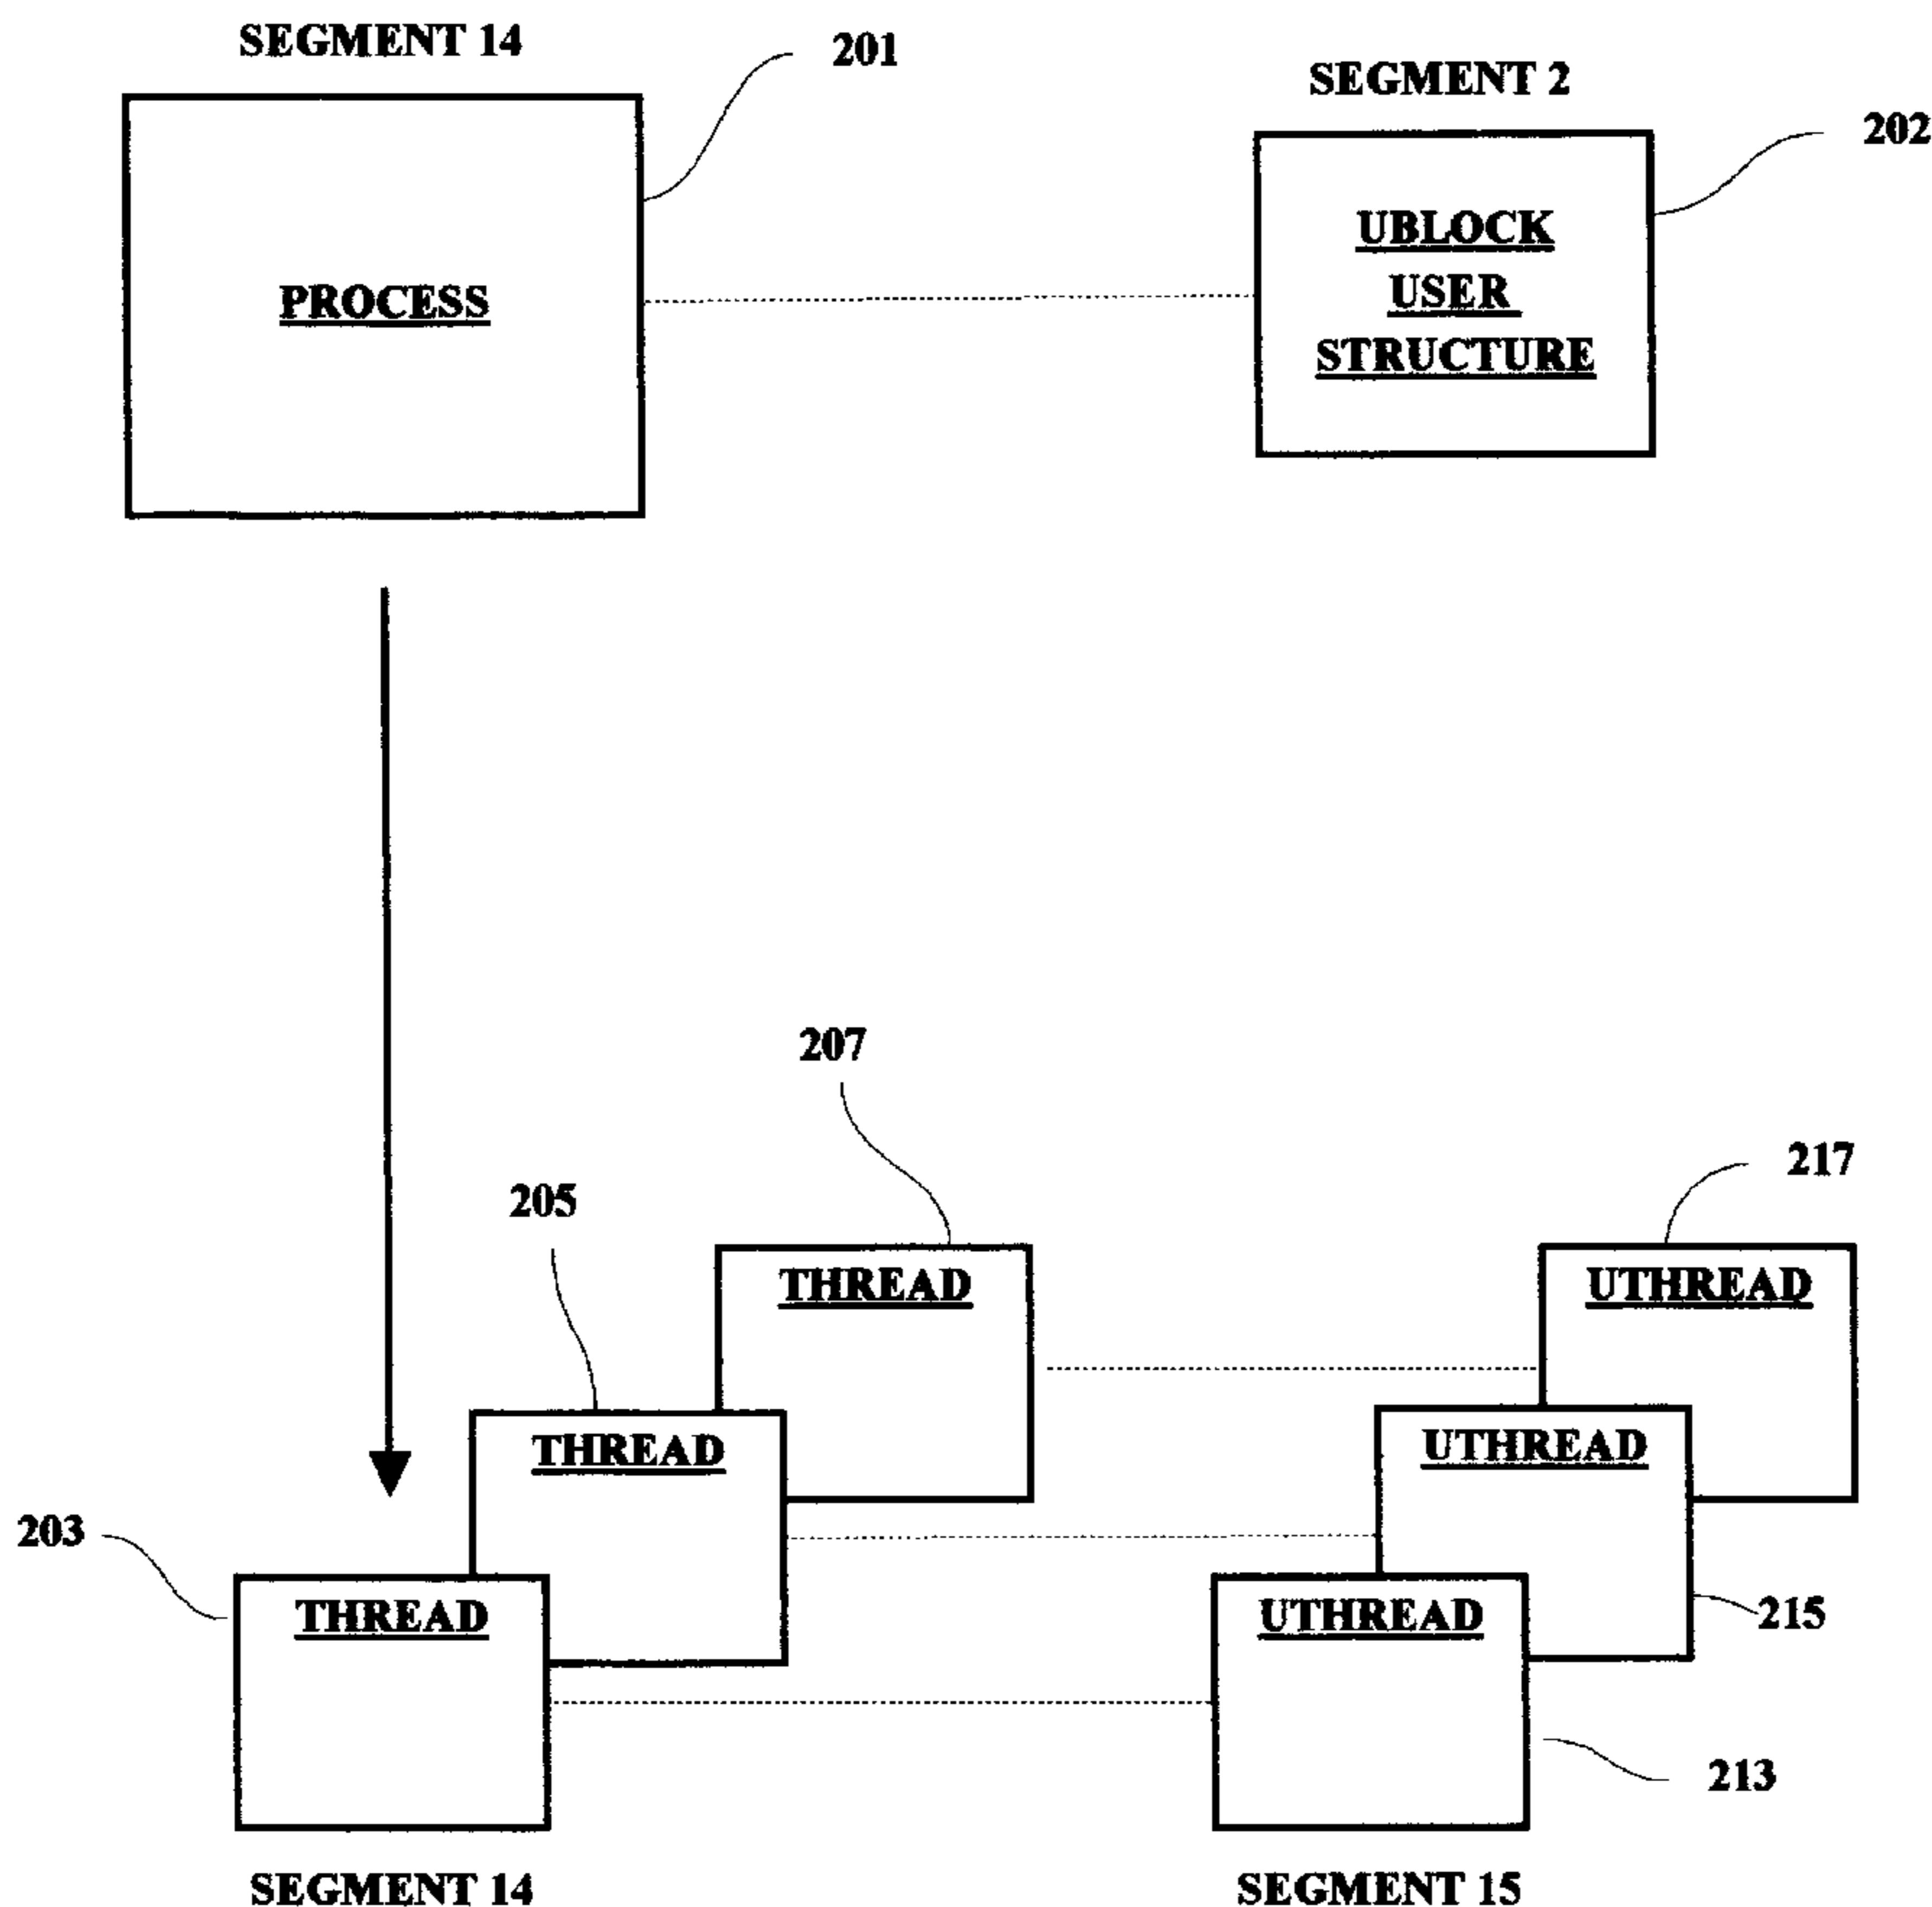 SEGMENT 14
201
SEGMENT 2
202
PROCESS
UBLOCK
USER
STRUCTURE
207
217
205
THREAD
UTHREAD
THREAD
UTHREAD
203
THREAD
UTHREAD
215
213
SEGMENT 14
SEGMENT 15